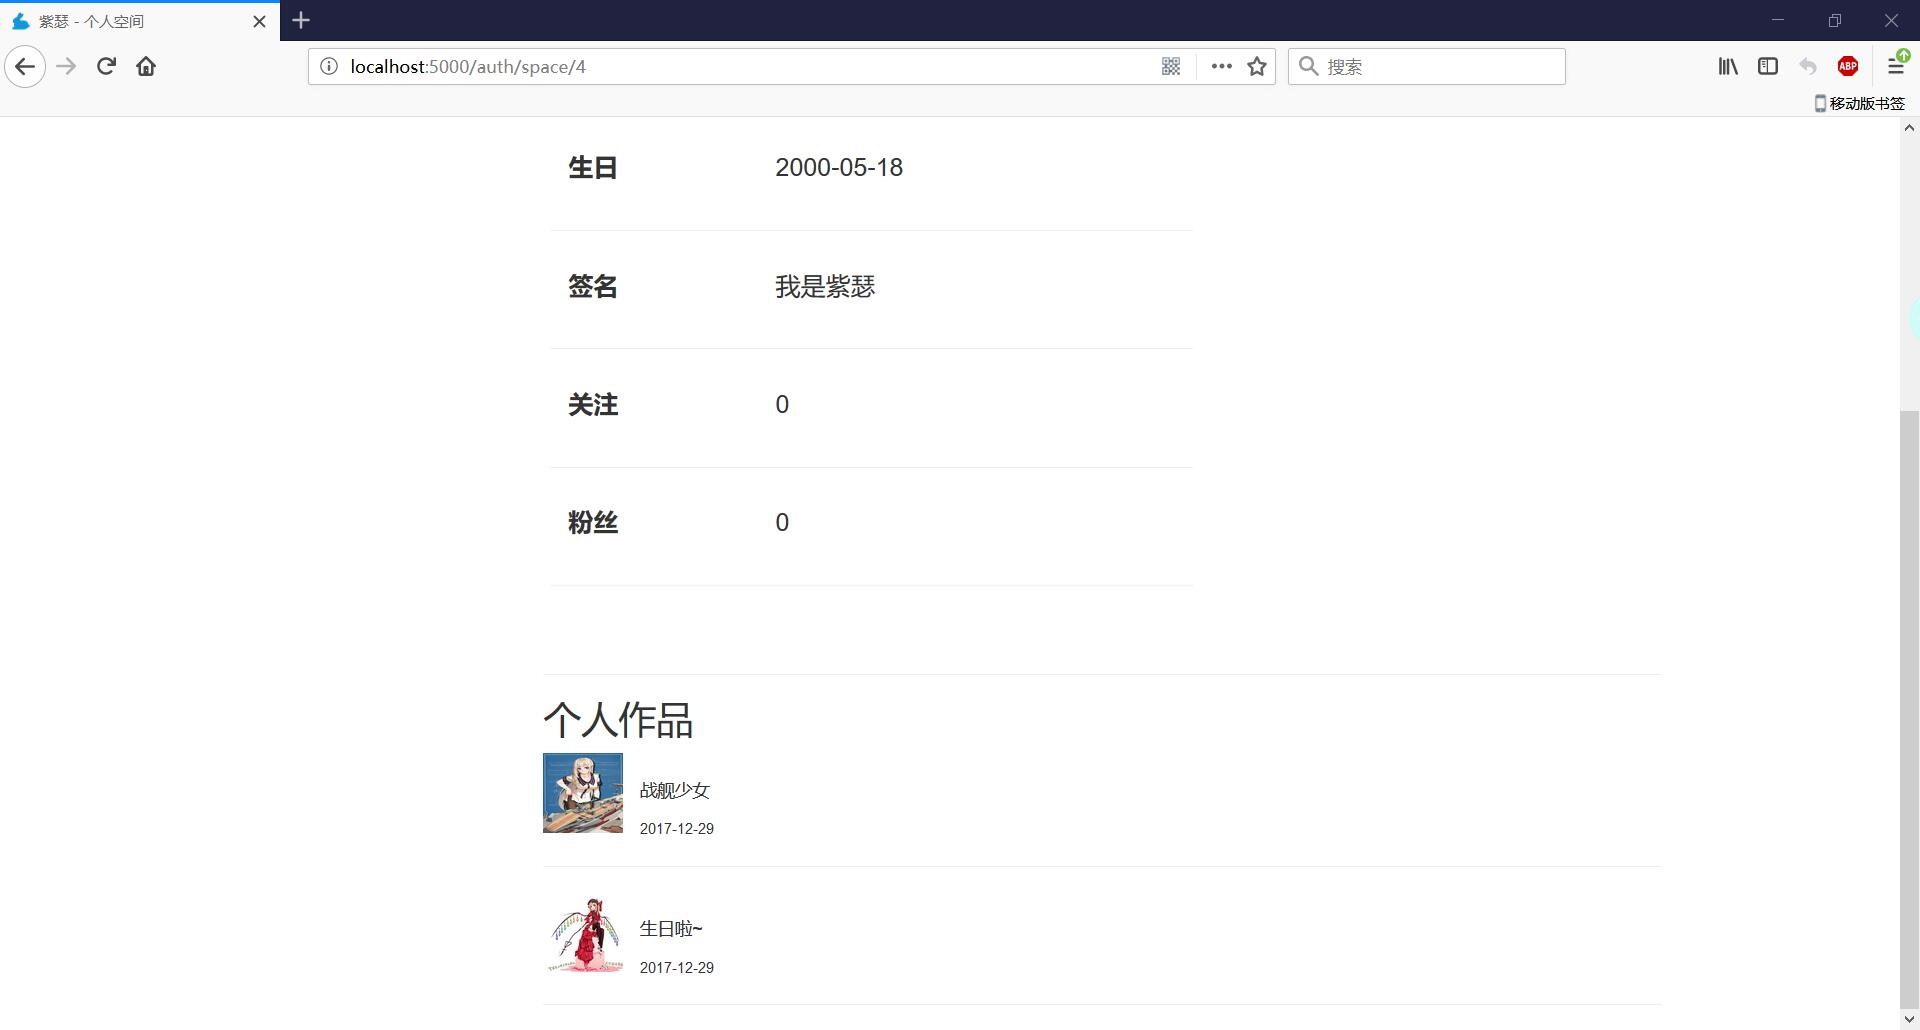 紫瑟 - 个人空间
localhost:5000/auth/space/4
搜索
ABP
移动版书签
生日 2000-05-18
签名 我是紫瑟
关注 0
粉丝 0
个人作品
战舰少女
2017-12-29
生日啦~
2017-12-29